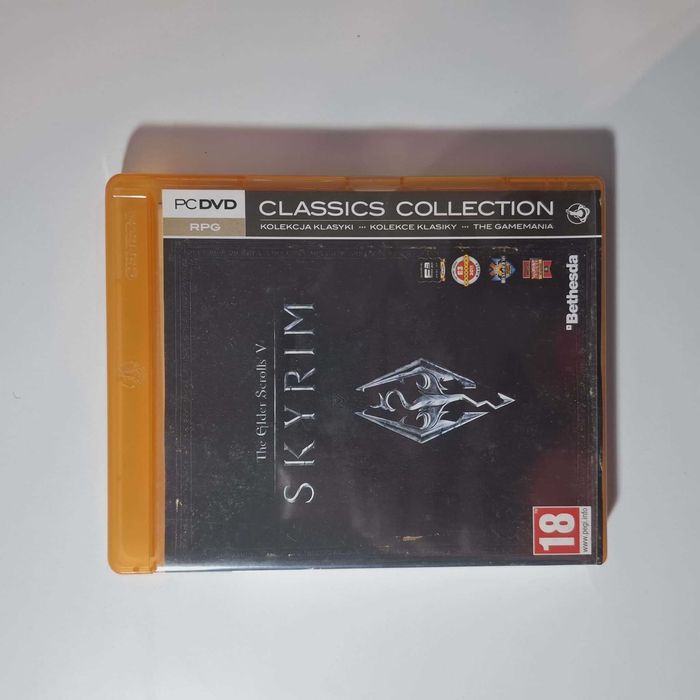 PC DVD
RPG
CLASSICS COLLECTION
KOLEKCJA KLASYKI ··· KOLEKCE KLASIKY ··· THE GAMEMANIA
The Elder Scrolls V
SKYRIM
Bethesda
18
www.pegi.info